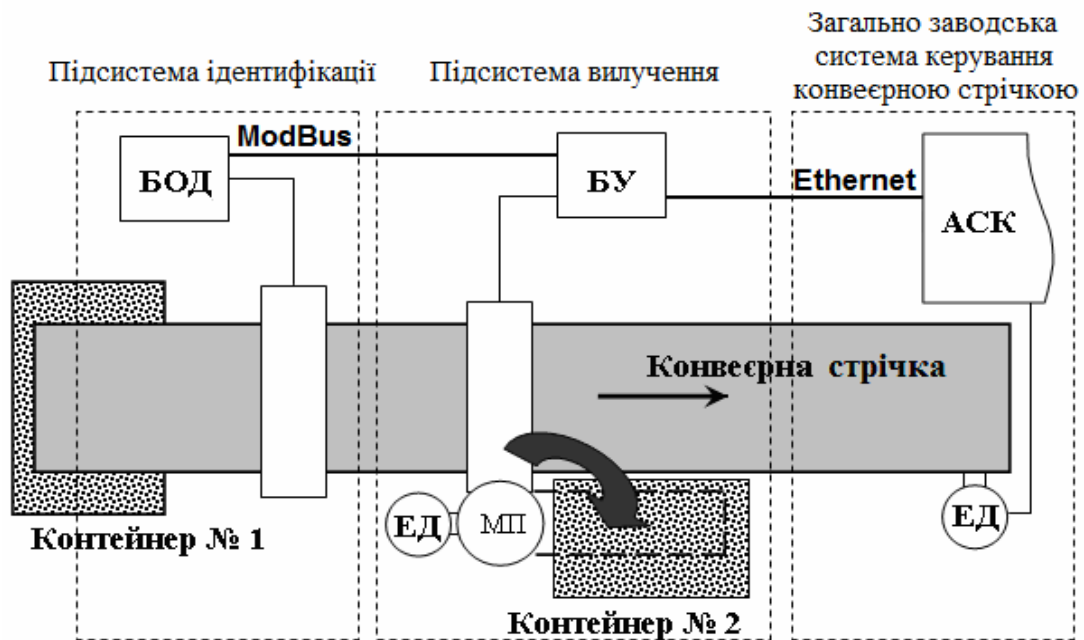 Загально заводська
система керування
конвеєрною стрічкою
Підсистема ідентифікації
Підсистема вилучення
ModBus
БОД
БУ
Ethernet
АСК
Конвеєрна стрічка
ЕД
МП
ЕД
Контейнер № 1
Контейнер № 2